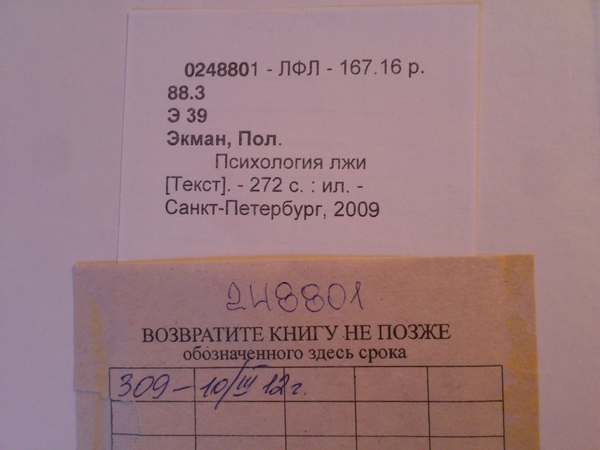 0248801 - ЛФЛ - 167.16 р.
88.3
Э 39
Экман, Пол.
Психология лжи
[Текст]. - 272 с. : ил. -
Санкт-Петербург, 2009
248801
ВОЗВРАТИТЕ КНИГУ НЕ ПОЗЖЕ
обозначенного здесь срока
309 – 10/III 12 г.